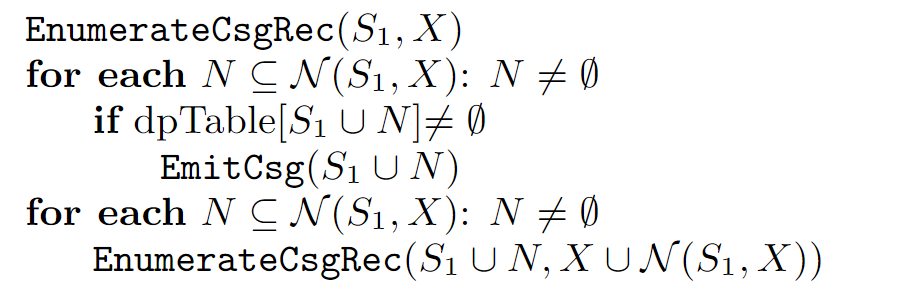 EnumerateCsgRec(S₁, X)
for each N ⊆ 𝒩(S₁, X): N ≠ ∅
if dpTable[S₁ ∪ N]≠ ∅
EmitCsg(S₁ ∪ N)
for each N ⊆ 𝒩(S₁, X): N ≠ ∅
EnumerateCsgRec(S₁ ∪ N, X ∪ 𝒩(S₁, X))